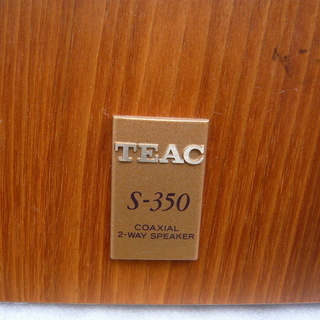 TEAC
S-350
COAXIAL
2-WAY SPEAKER